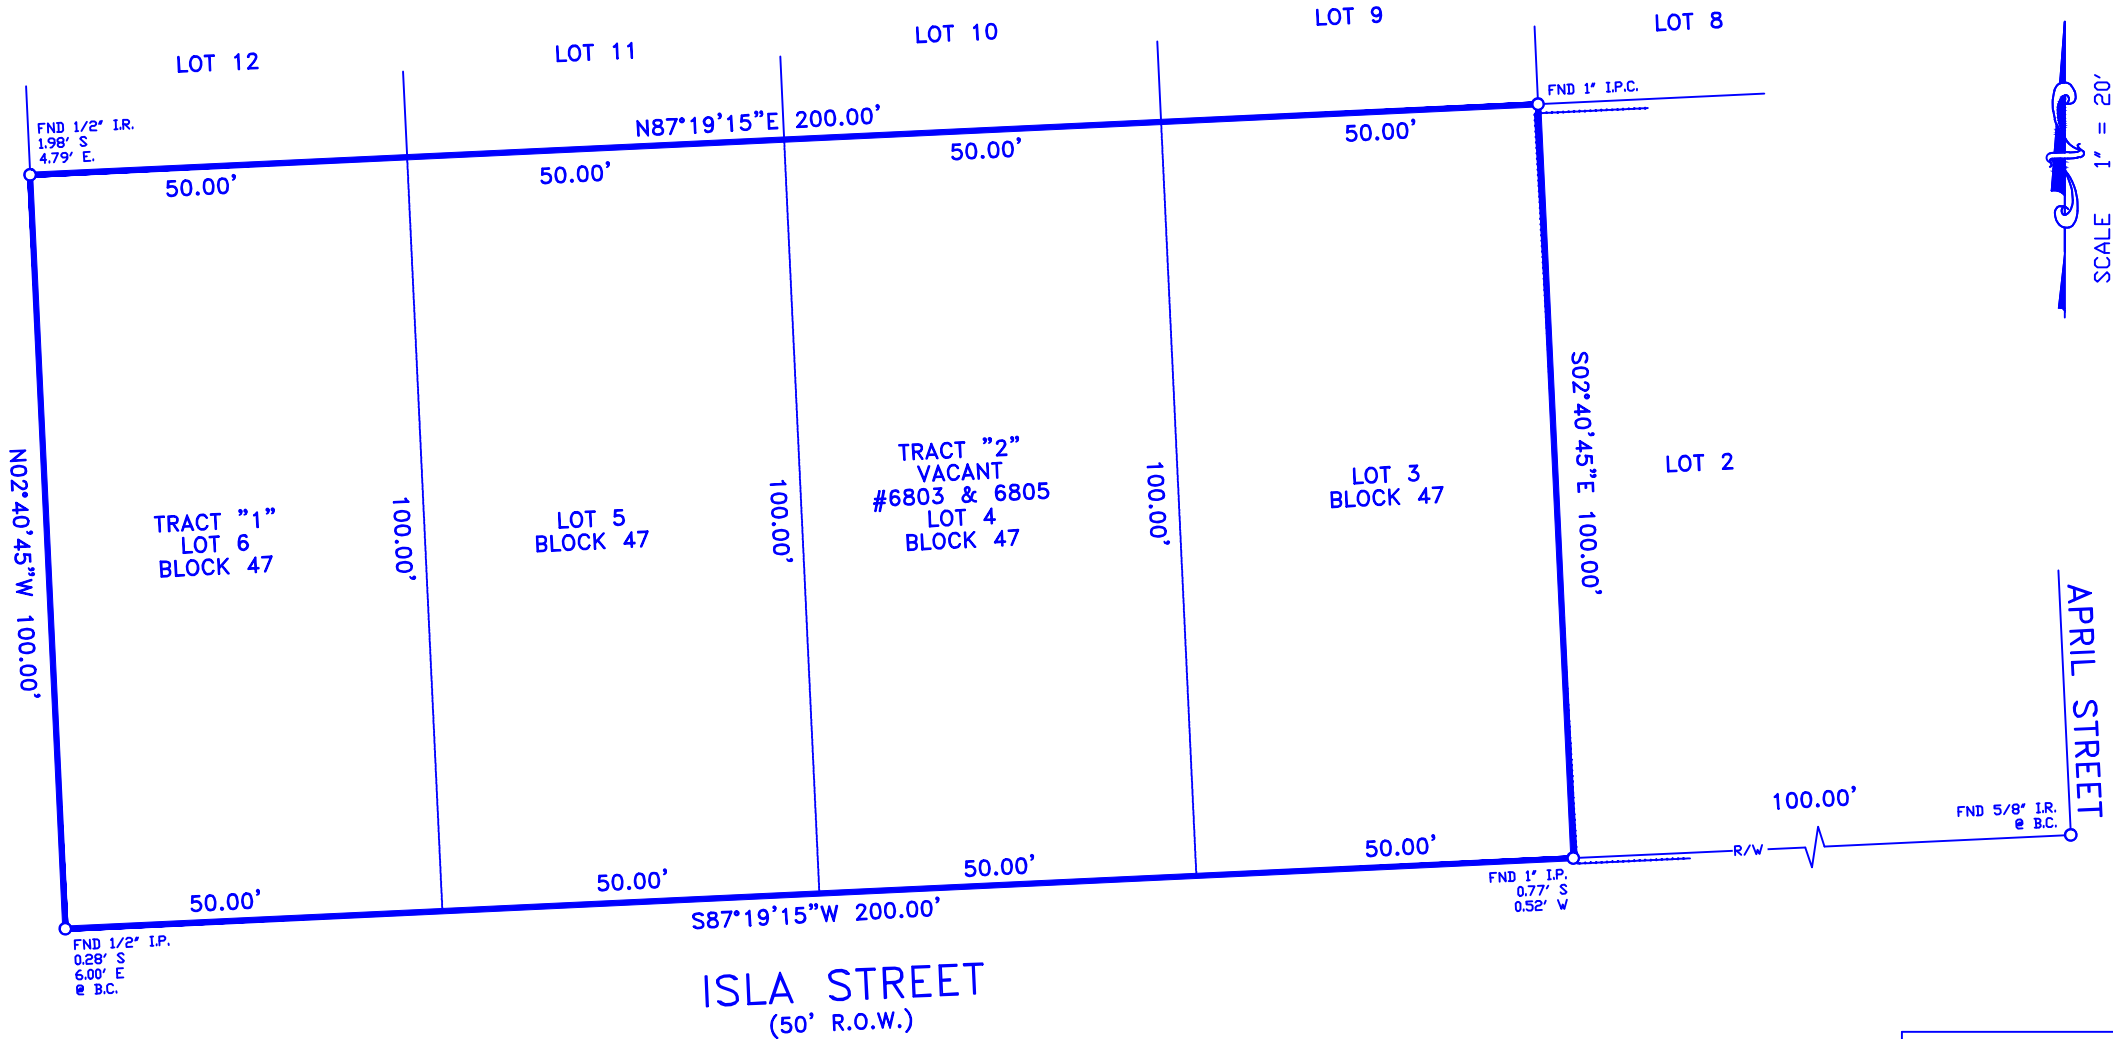 LOT 12
LOT 11
LOT 10
LOT 9
LOT 8
FND 1/2" I.R.
1.98' S
4.79' E.
N87°19'15"E 200.00'
FND 1" I.P.C.
50.00'
50.00'
50.00'
50.00'
SCALE 1" = 20'
N02°40'45"W 100.00'
TRACT "1"
LOT 6
BLOCK 47
100.00'
LOT 5
BLOCK 47
100.00'
TRACT "2"
VACANT
#6803 & 6805
LOT 4
BLOCK 47
100.00'
LOT 3
BLOCK 47
S02°40'45"E 100.00'
LOT 2
APRIL STREET
50.00'
50.00'
50.00'
50.00'
100.00'
R/W
FND 5/8" I.R.
@ B.C.
FND 1" I.P.
0.77' S
0.52' W
S87°19'15"W 200.00'
FND 1/2" I.P.
0.28' S
6.00' E
@ B.C.
ISLA STREET
(50' R.O.W.)